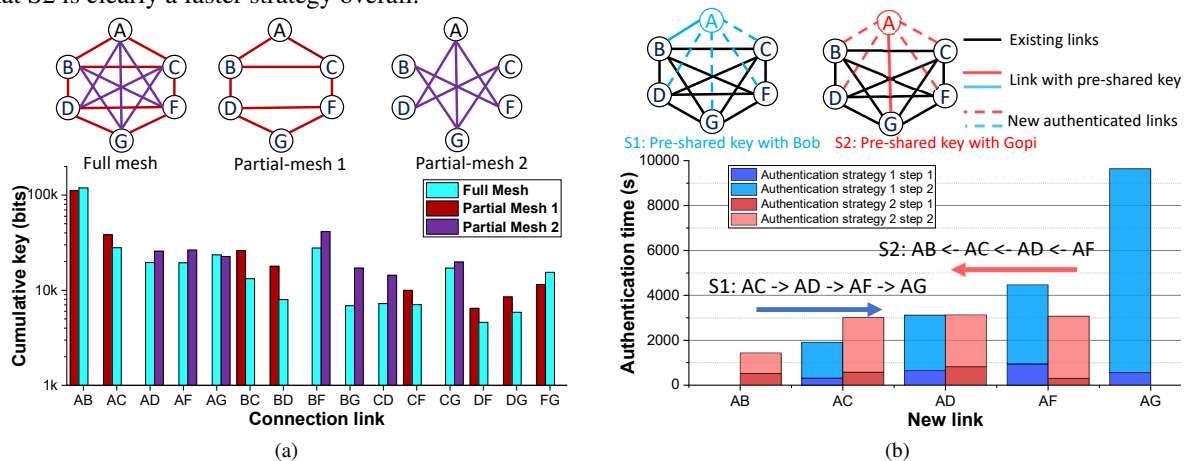 that S2 is clearly a faster strategy overall.
A
B
C
D
F
G
Full mesh
A
B
C
D
F
G
Partial-mesh 1
A
B
C
D
F
G
Partial-mesh 2
Cumulative key (bits)
100k
10k
1k
Full Mesh
Partial Mesh 1
Partial Mesh 2
AB AC AD AF AG BC BD BF BG CD CF CG DF DG FG
Connection link
(a)
b)
A
B
C
D
F
G
S1: Pre-shared key with Bob
A
B
C
D
F
G
S2: Pre-shared key with Gopi
Existing links
Link with pre-shared key
New authenticated links
Authentication time (s)
10000
8000
6000
4000
2000
0
Authentication strategy 1 step 1
Authentication strategy 1 step 2
Authentication strategy 2 step 1
Authentication strategy 2 step 2
S2: AB <- AC <- AD <- AF
S1: AC -> AD -> AF -> AG
AB AC AD AF AG
New link
(b)